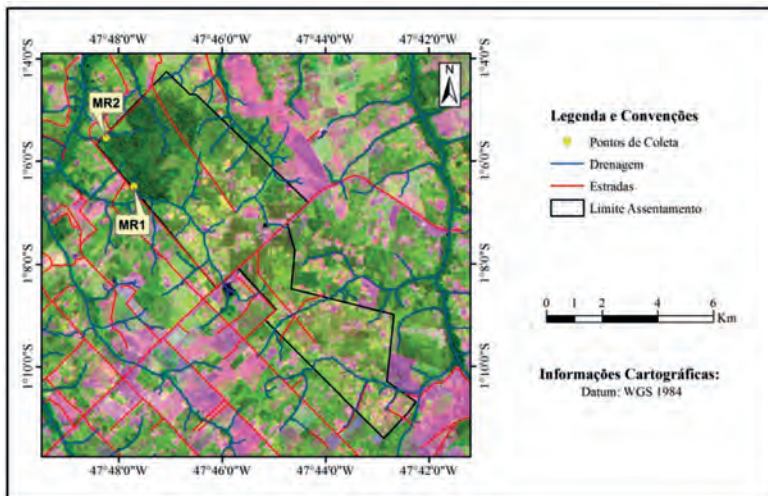 47°48'0"W 47°46'0"W 47°44'0"W 47°42'0"W
1°4'0"S 1°4'0"S
N
MR2
1°6'0"S 1°6'0"S
MR1
1°8'0"S 1°8'0"S
1°10'0"S 1°10'0"S
47°48'0"W 47°46'0"W 47°44'0"W 47°42'0"W
Legenda e Convenções
Pontos de Coleta
Drenagem
Estradas
Limite Assentamento
0 1 2 4 6
Km
Informações Cartográficas:
Datum: WGS 1984